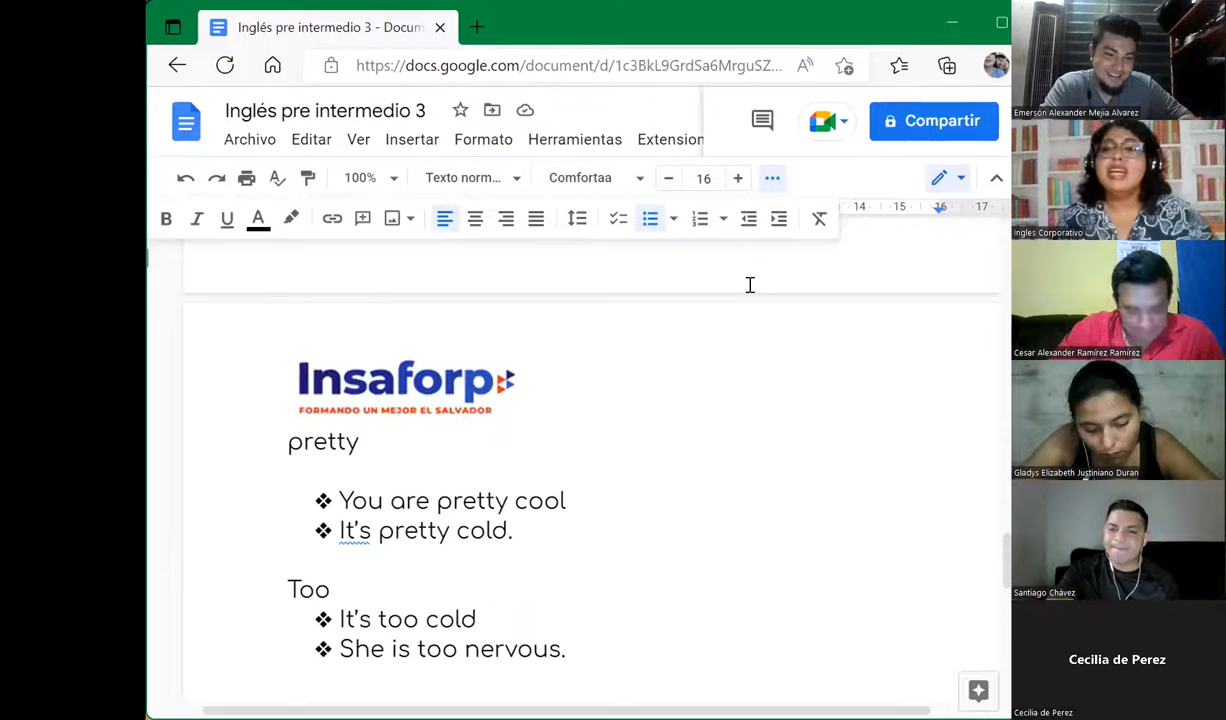 Inglés pre intermedio 3 - Docum
https://docs.google.com/document/d/1c3BkL9GrdSa6MrguSZ...
Inglés pre intermedio 3
Compartir
Archivo Editar Ver Insertar Formato Herramientas Extension
100% Texto norm... Comfortaa 16
14 15 16 17
Insaforp
FORMANDO UN MEJOR EL SALVADOR
pretty
❖ You are pretty cool
❖ It's pretty cold.
Too
❖ It's too cold
❖ She is too nervous.
Emerson Alexander Mejia Alvarez
Ingles Corporativo
Cesar Alexander Ramírez Ramírez
Gladys Elizabeth Justiniano Duran
Santiago Chávez
Cecilia de Perez
Cecilia de Perez